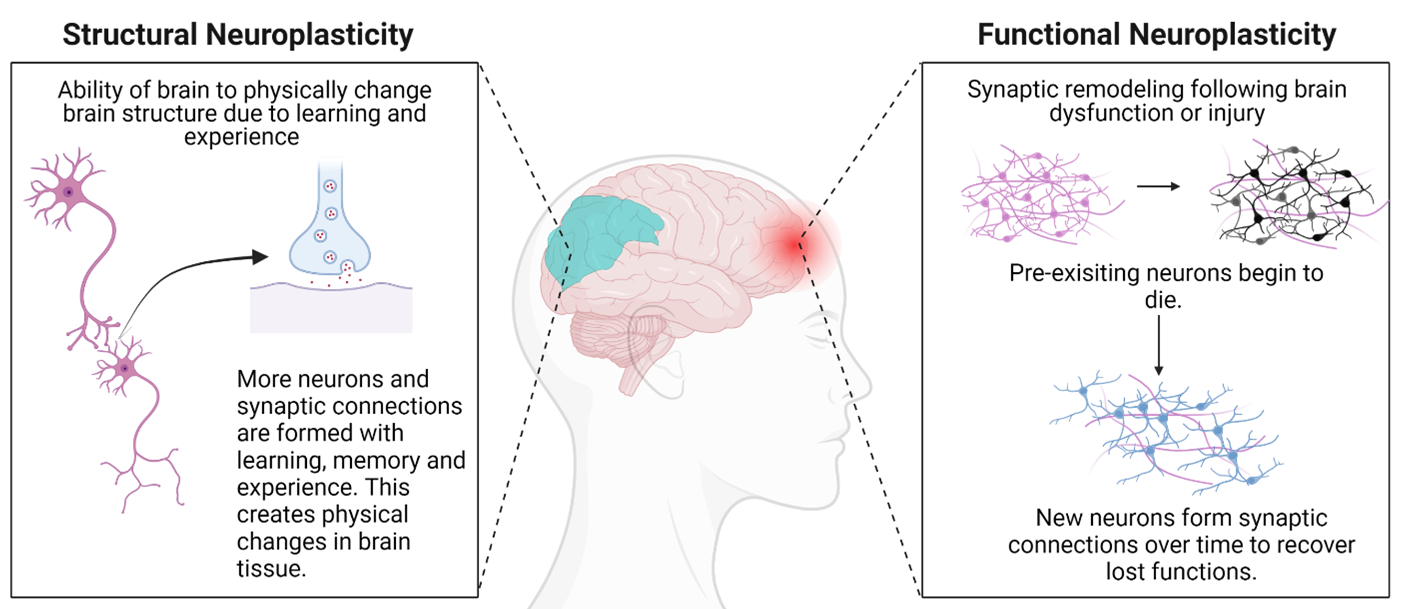 Structural Neuroplasticity
Ability of brain to physically change
brain structure due to learning and
experience
More neurons and
synaptic connections
are formed with
learning, memory and
experience. This
creates physical
changes in brain
tissue.
Functional Neuroplasticity
Synaptic remodeling following brain
dysfunction or injury
Pre-exisiting neurons begin to
die.
New neurons form synaptic
connections over time to recover
lost functions.